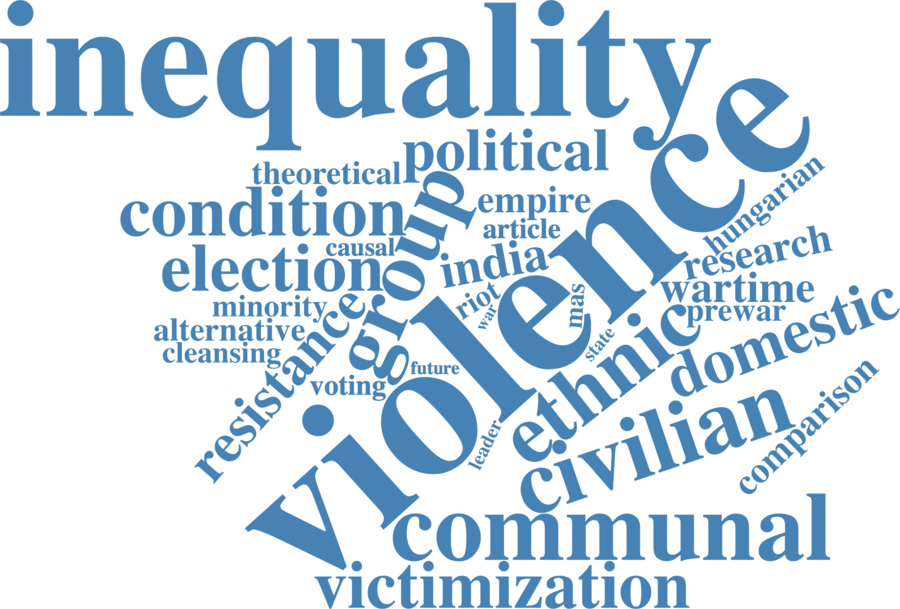 inequality
violence
political
theoretical
condition
group
empire
article
hungarian
causal
election
india
research
minority
riot
war
mas
wartime
prewar
alternative
cleansing
resistance
state
ethnic
domestic
future
voting
leader
civilian
comparison
communal
victimization